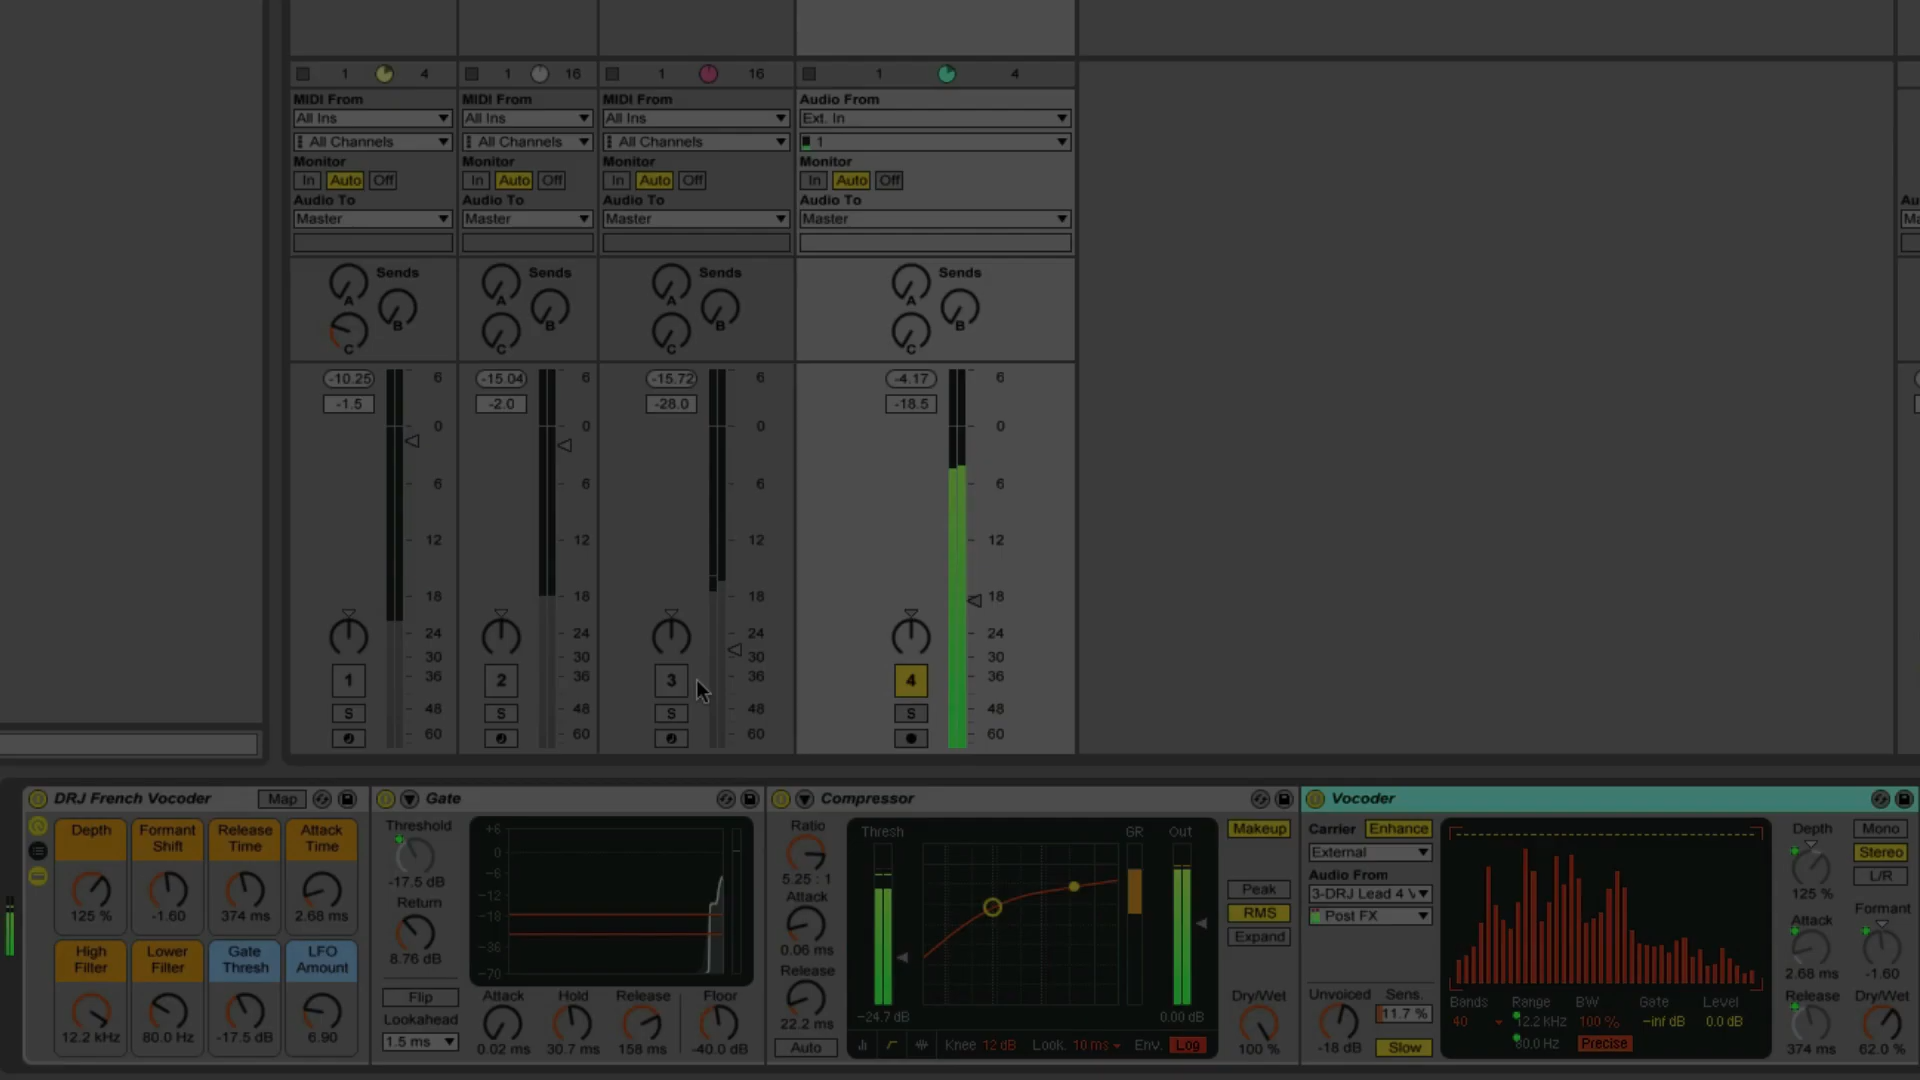 1 4 1 16 1 16 1 4
MIDI From MIDI From MIDI From Audio From
All Ins All Ins All Ins Ext. In
All Channels All Channels All Channels 1
Monitor Monitor Monitor Monitor
In Auto Off In Auto Off In Auto Off In Auto Off
Audio To Audio To Audio To Audio To
Master Master Master Master
Sends Sends Sends Sends
A A A A
B B B B
C C C C
-10.25 6 -15.04 6 -15.72 6 -4.17 6
-1.5 -2.0 -28.0 -18.5
0 0 0 0
6 6 6 6
12 12 12 12
18 18 18 18
24 24 24 24
30 30 30 30
36 36 36 36
1 2 3 4
S 48 S 48 S 48 S 48
60 60 60 60
DRJ French Vocoder Map
Depth Formant Shift Release Time Attack Time
125 % -1.60 374 ms 2.68 ms
High Filter Lower Filter Gate Thresh LFO Amount
12.2 kHz 80.0 Hz -17.5 dB 6.90
Gate
Threshold
-17.5 dB
Return
8.76 dB
Flip
Lookahead
1.5 ms
+6
0
-6
-12
-18
-36
-70
Attack Hold Release Floor
0.02 ms 30.7 ms 158 ms -40.0 dB
Compressor
Ratio
5.25 : 1
Attack
0.06 ms
Release
22.2 ms
Auto
Thresh GR Out
-24.7 dB 0.00 dB
Knee 12 dB Look. 10 ms Env. Log
Makeup
Peak
RMS
Expand
Dry/Wet
100 %
Vocoder
Carrier Enhance
External
Audio From
3-DRJ Lead 4 V
Post FX
Unvoiced Sens.
11.7 %
-18 dB Slow
Bands Range BW Gate Level
40 12.2 kHz 100 % -inf dB 0.0 dB
80.0 Hz Precise
Depth Mono
Stereo
125 % L/R
Attack Formant
2.68 ms -1.60
Release Dry/Wet
374 ms 62.0 %